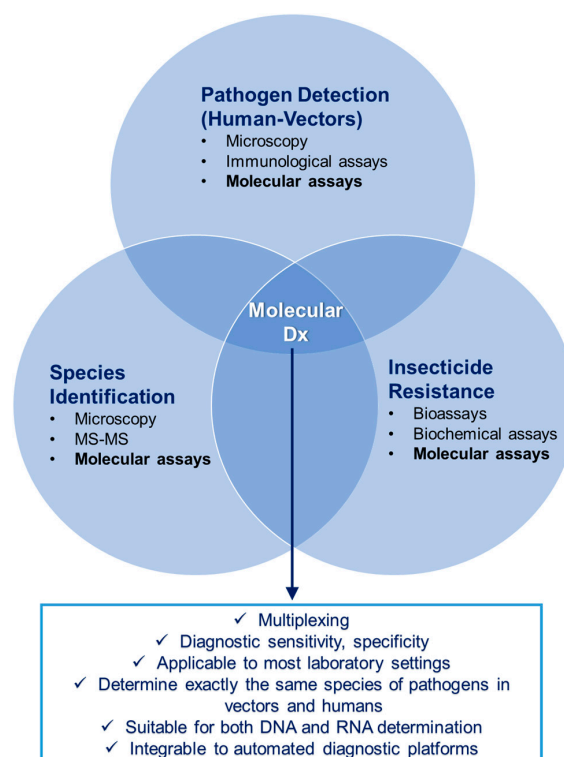 Pathogen Detection
(Human-Vectors)
• Microscopy
• Immunological assays
• Molecular assays
Molecular
Dx
Species
Identification
• Microscopy
• MS-MS
• Molecular assays
Insecticide
Resistance
• Bioassays
• Biochemical assays
• Molecular assays
✓ Multiplexing
✓ Diagnostic sensitivity, specificity
✓ Applicable to most laboratory settings
✓ Determine exactly the same species of pathogens in
vectors and humans
✓ Suitable for both DNA and RNA determination
✓ Integrable to automated diagnostic platforms